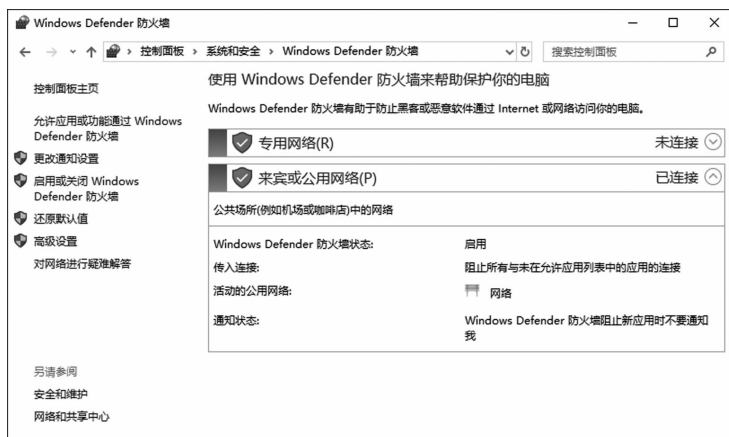 Windows Defender 防火墙
控制面板 › 系统和安全 › Windows Defender 防火墙
搜索控制面板
控制面板主页
允许应用或功能通过 Windows
Defender 防火墙
更改通知设置
启用或关闭 Windows
Defender 防火墙
还原默认值
高级设置
对网络进行疑难解答
另请参阅
安全和维护
网络和共享中心
使用 Windows Defender 防火墙来帮助保护你的电脑
Windows Defender 防火墙有助于防止黑客或恶意软件通过 Internet 或网络访问你的电脑。
专用网络(R) 未连接
来宾或公用网络(P) 已连接
公共场所(例如机场或咖啡店)中的网络
Windows Defender 防火墙状态: 启用
传入连接: 阻止所有与未在允许应用列表中的应用的连接
活动的公用网络: 网络
通知状态: Windows Defender 防火墙阻止新应用时不要通知
我